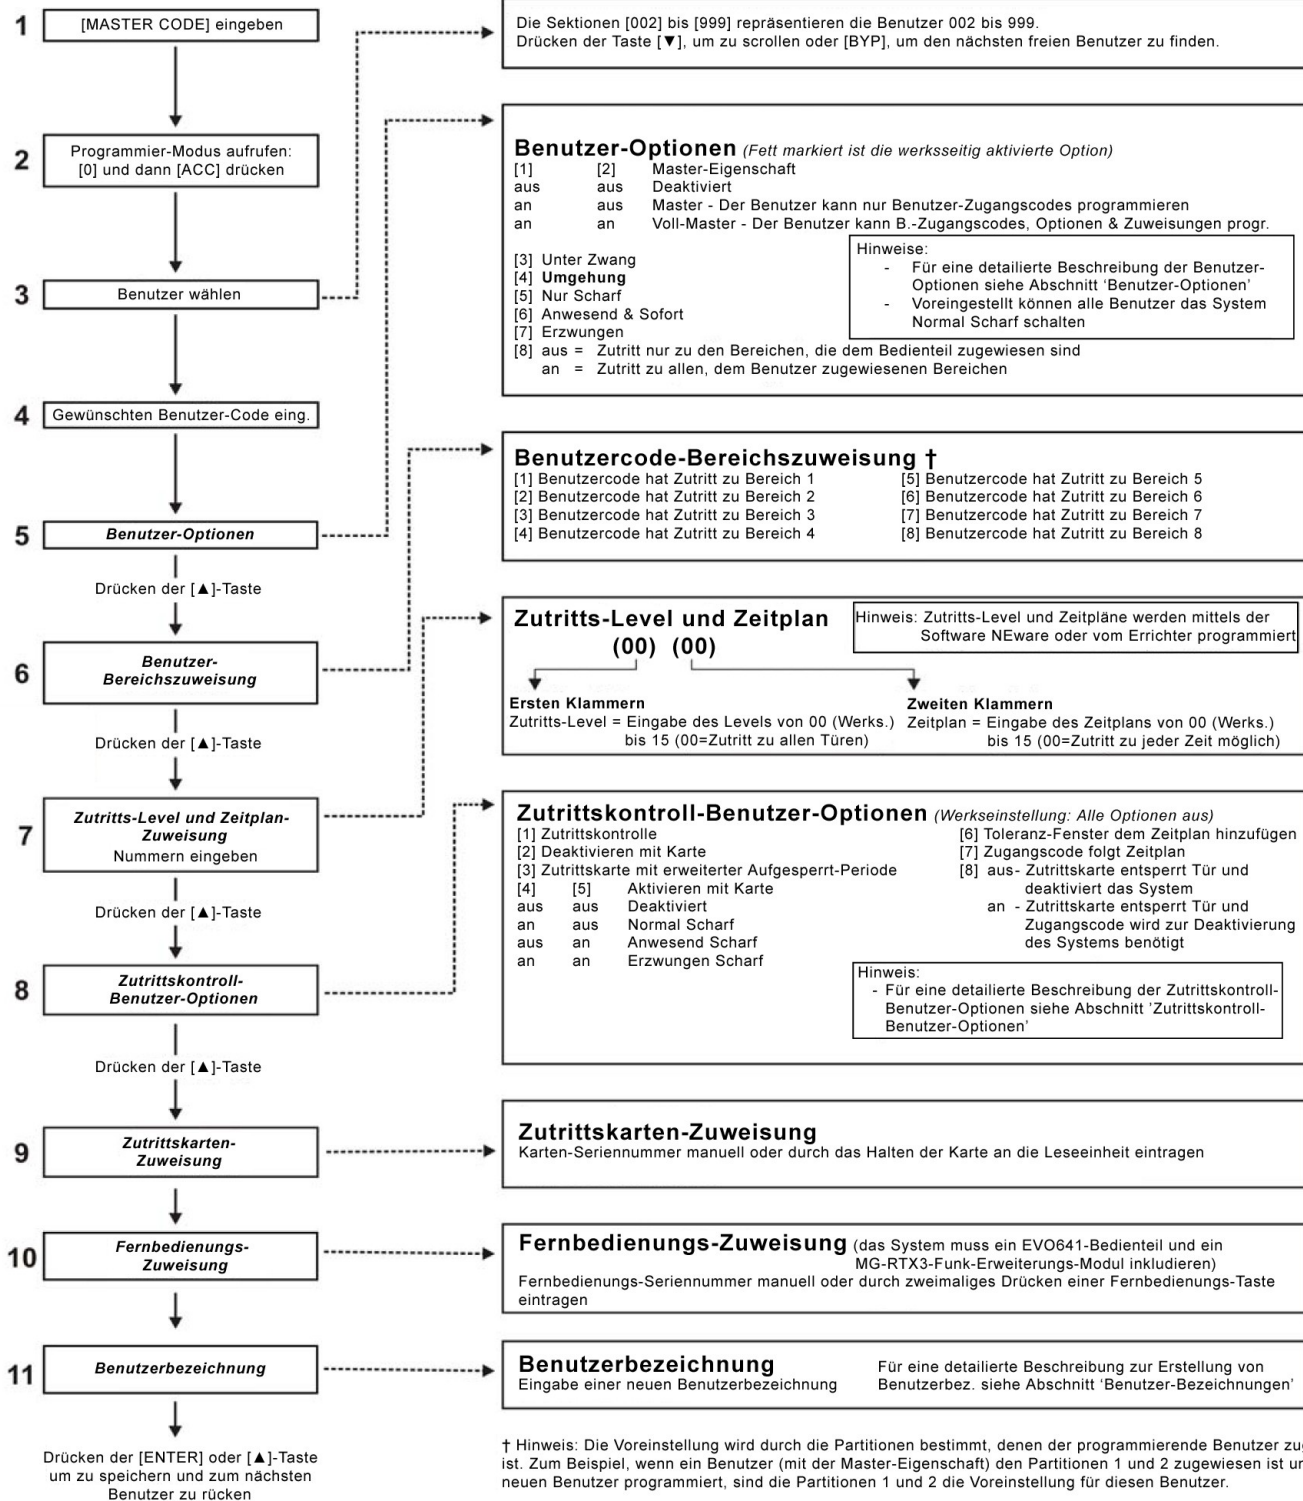 1
[MASTER CODE] eingeben
2
Programmier-Modus aufrufen:
[0] und dann [ACC] drücken
3
Benutzer wählen
4
Gewünschten Benutzer-Code eing.
5
Benutzer-Optionen
Drücken der [▲]-Taste
6
Benutzer-
Bereichszuweisung
Drücken der [▲]-Taste
7
Zutritts-Level und Zeitplan-
Zuweisung
Nummern eingeben
Drücken der [▲]-Taste
8
Zutrittskontroll-
Benutzer-Optionen
Drücken der [▲]-Taste
9
Zutrittskarten-
Zuweisung
10
Fernbedienungs-
Zuweisung
11
Benutzerbezeichnung
Drücken der [ENTER] oder [▲]-Taste
um zu speichern und zum nächsten
Benutzer zu rücken
Die Sektionen [002] bis [999] repräsentieren die Benutzer 002 bis 999.
Drücken der Taste [▼], um zu scrollen oder [BYP], um den nächsten freien Benutzer zu finden.
Benutzer-Optionen (Fett markiert ist die werksseitig aktivierte Option)
[1] [2] Master-Eigenschaft
aus aus Deaktiviert
an aus Master - Der Benutzer kann nur Benutzer-Zugangscodes programmieren
an an Voll-Master - Der Benutzer kann B.-Zugangscodes, Optionen & Zuweisungen progr.
[3] Unter Zwang
[4] Umgehung
[5] Nur Scharf
[6] Anwesend & Sofort
[7] Erzwungen
[8] aus = Zutritt nur zu den Bereichen, die dem Bedienteil zugewiesen sind
an = Zutritt zu allen, dem Benutzer zugewiesenen Bereichen
Hinweise:
- Für eine detailierte Beschreibung der Benutzer-
Optionen siehe Abschnitt ‘Benutzer-Optionen’
- Voreingestellt können alle Benutzer das System
Normal Scharf schalten
Benutzercode-Bereichszuweisung †
[1] Benutzercode hat Zutritt zu Bereich 1
[2] Benutzercode hat Zutritt zu Bereich 2
[3] Benutzercode hat Zutritt zu Bereich 3
[4] Benutzercode hat Zutritt zu Bereich 4
[5] Benutzercode hat Zutritt zu Bereich 5
[6] Benutzercode hat Zutritt zu Bereich 6
[7] Benutzercode hat Zutritt zu Bereich 7
[8] Benutzercode hat Zutritt zu Bereich 8
Zutritts-Level und Zeitplan
(00) (00)
Hinweis: Zutritts-Level und Zeitpläne werden mittels der
Software NEware oder vom Errichter programmiert
Ersten Klammern
Zutritts-Level = Eingabe des Levels von 00 (Werks.)
bis 15 (00=Zutritt zu allen Türen)
Zweiten Klammern
Zeitplan = Eingabe des Zeitplans von 00 (Werks.)
bis 15 (00=Zutritt zu jeder Zeit möglich)
Zutrittskontroll-Benutzer-Optionen (Werkseinstellung: Alle Optionen aus)
[1] Zutrittskontrolle
[2] Deaktivieren mit Karte
[3] Zutrittskarte mit erweiterter Aufgesperrt-Periode
[4] [5] Aktivieren mit Karte
aus aus Deaktiviert
an aus Normal Scharf
aus an Anwesend Scharf
an an Erzwungen Scharf
[6] Toleranz-Fenster dem Zeitplan hinzufügen
[7] Zugangscode folgt Zeitplan
[8] aus- Zutrittskarte entsperrt Tür und
deaktiviert das System
an - Zutrittskarte entsperrt Tür und
Zugangscode wird zur Deaktivierung
des Systems benötigt
Hinweis:
- Für eine detailierte Beschreibung der Zutrittskontroll-
Benutzer-Optionen siehe Abschnitt ’Zutrittskontroll-
Benutzer-Optionen’
Zutrittskarten-Zuweisung
Karten-Seriennummer manuell oder durch das Halten der Karte an die Leseeinheit eintragen
Fernbedienungs-Zuweisung (das System muss ein EVO641-Bedienteil und ein
MG-RTX3-Funk-Erweiterungs-Modul inkludieren)
Fernbedienungs-Seriennummer manuell oder durch zweimaliges Drücken einer Fernbedienungs-Taste
eintragen
Benutzerbezeichnung
Eingabe einer neuen Benutzerbezeichnung
Für eine detailierte Beschreibung zur Erstellung von
Benutzerbez. siehe Abschnitt ‘Benutzer-Bezeichnungen’
† Hinweis: Die Voreinstellung wird durch die Partitionen bestimmt, denen der programmierende Benutzer
ist. Zum Beispiel, wenn ein Benutzer (mit der Master-Eigenschaft) den Partitionen 1 und 2 zugewiesen ist
neuen Benutzer programmiert, sind die Partitionen 1 und 2 die Voreinstellung für diesen Benutzer.